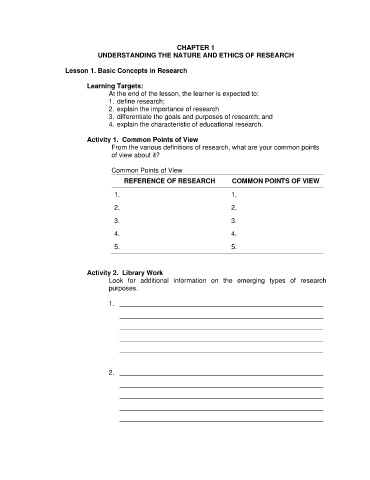 CHAPTER 1
UNDERSTANDING THE NATURE AND ETHICS OF RESEARCH
Lesson 1. Basic Concepts in Research
Learning Targets:
At the end of the lesson, the learner is expected to:
1. define research;
2. explain the importance of research
3. differentiate the goals and purposes of research; and
4. explain the characteristic of educational research.
Activity 1. Common Points of View
From the various definitions of research, what are your common points
of view about it?
Common Points of View
REFERENCE OF RESEARCH COMMON POINTS OF VIEW
1. 1.
2. 2.
3. 3.
4. 4.
5. 5.
Activity 2. Library Work
Look for additional information on the emerging types of research
purposes.
1.
2.